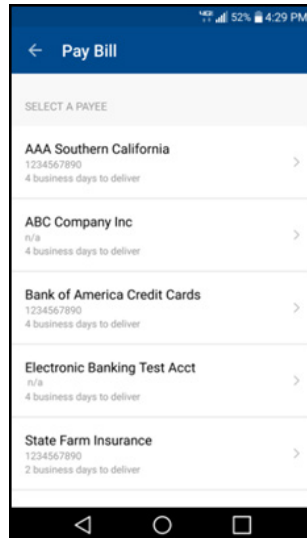 52% 4:29 PM
Pay Bill
SELECT A PAYEE
AAA Southern California
1234567890
4 business days to deliver
ABC Company Inc
n/a
4 business days to deliver
Bank of America Credit Cards
1234567890
4 business days to deliver
Electronic Banking Test Acct
n/a
4 business days to deliver
State Farm Insurance
1234567890
2 business days to deliver